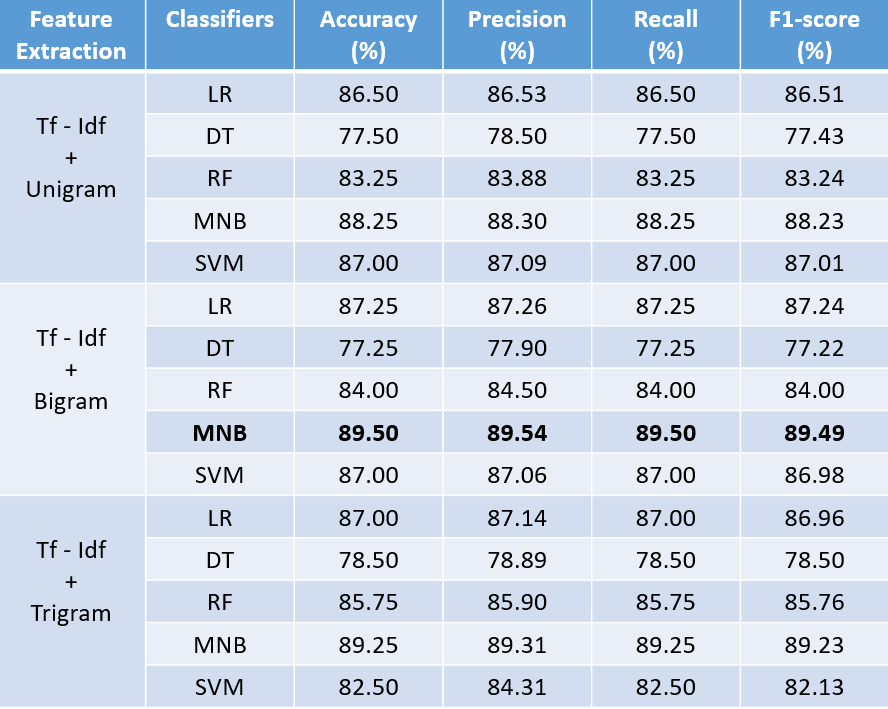 Feature Extraction Classifiers Accuracy (%) Precision (%) Recall (%) F1-score (%)
Tf - Idf + Unigram
LR 86.50 86.53 86.50 86.51
DT 77.50 78.50 77.50 77.43
RF 83.25 83.88 83.25 83.24
MNB 88.25 88.30 88.25 88.23
SVM 87.00 87.09 87.00 87.01
Tf - Idf + Bigram
LR 87.25 87.26 87.25 87.24
DT 77.25 77.90 77.25 77.22
RF 84.00 84.50 84.00 84.00
MNB 89.50 89.54 89.50 89.49
SVM 87.00 87.06 87.00 86.98
Tf - Idf + Trigram
LR 87.00 87.14 87.00 86.96
DT 78.50 78.89 78.50 78.50
RF 85.75 85.90 85.75 85.76
MNB 89.25 89.31 89.25 89.23
SVM 82.50 84.31 82.50 82.13